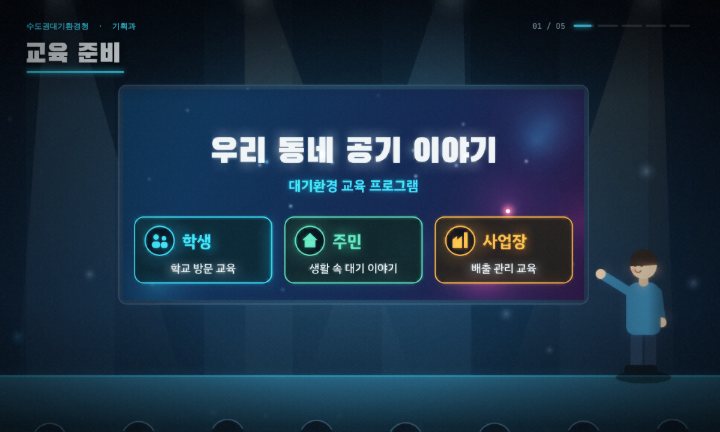 수도권대기환경청 · 기획과
01 / 05
교육 준비
우리 동네 공기 이야기
대기환경 교육 프로그램
학생
학교 방문 교육
주민
생활 속 대기 이야기
사업장
배출 관리 교육